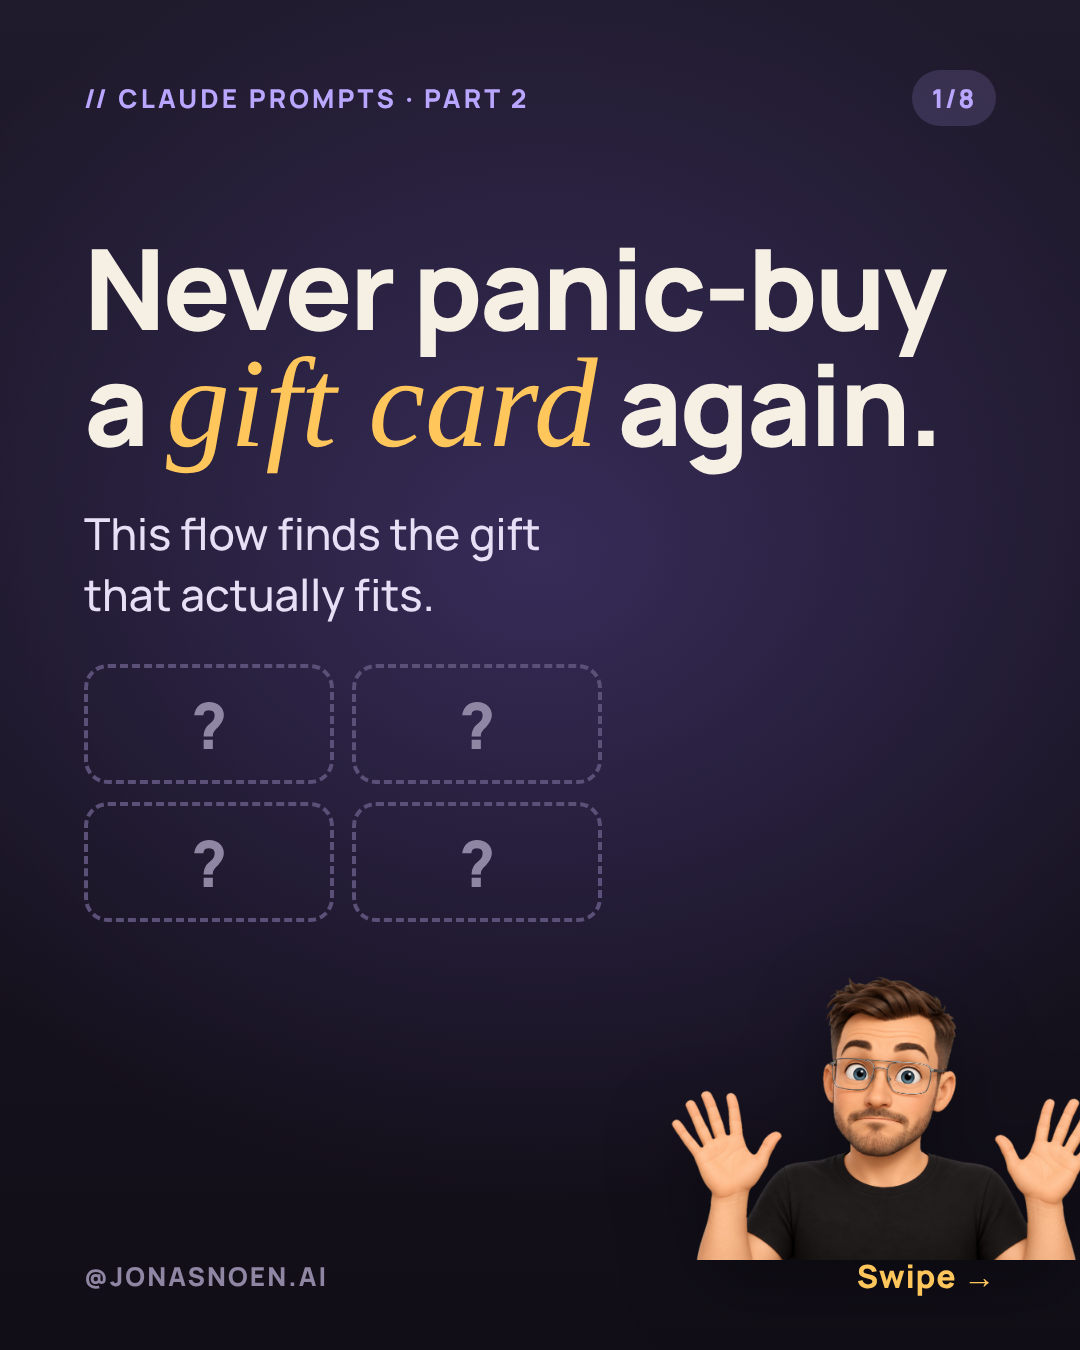 // CLAUDE PROMPTS · PART 2
1/8
Never panic-buy
a gift card again.
This flow finds the gift
that actually fits.
? ?
? ?
@JONASNOEN.AI
Swipe →